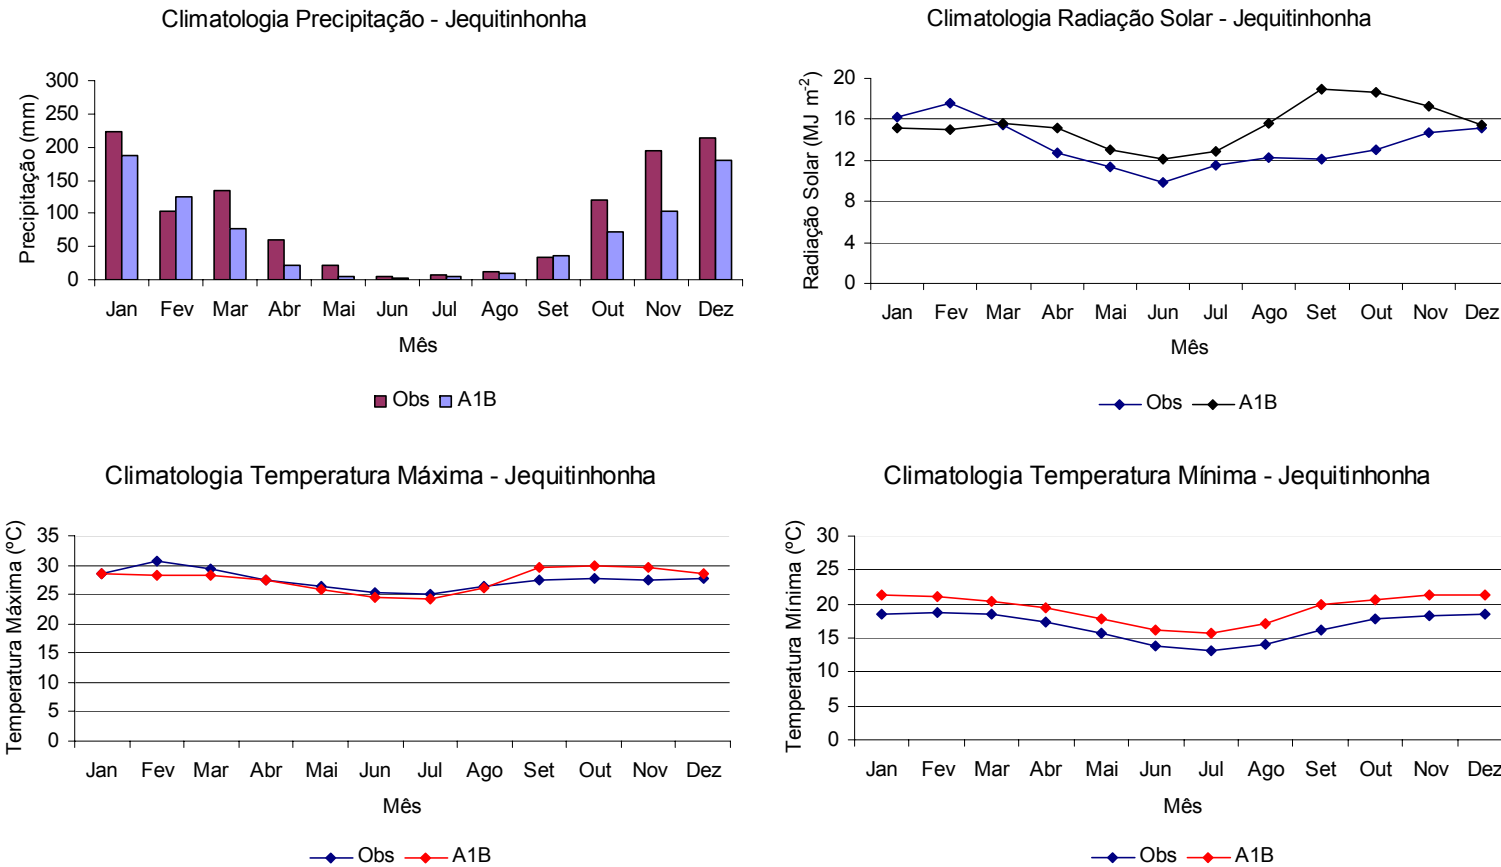 Climatologia Precipitação - Jequitinhonha
Precipitação (mm)
300
250
200
150
100
50
0
Jan Fev Mar Abr Mai Jun Jul Ago Set Out Nov Dez
Mês
Obs A1B
Climatologia Radiação Solar - Jequitinhonha
Radiação Solar (MJ m-2)
20
16
12
8
4
0
Jan Fev Mar Abr Mai Jun Jul Ago Set Out Nov Dez
Mês
Obs A1B
Climatologia Temperatura Máxima - Jequitinhonha
Temperatura Máxima (ºC)
35
30
25
20
15
10
5
0
Jan Fev Mar Abr Mai Jun Jul Ago Set Out Nov Dez
Mês
Obs A1B
Climatologia Temperatura Mínima - Jequitinhonha
Temperatura Mínima (ºC)
30
25
20
15
10
5
0
Jan Fev Mar Abr Mai Jun Jul Ago Set Out Nov Dez
Mês
Obs A1B